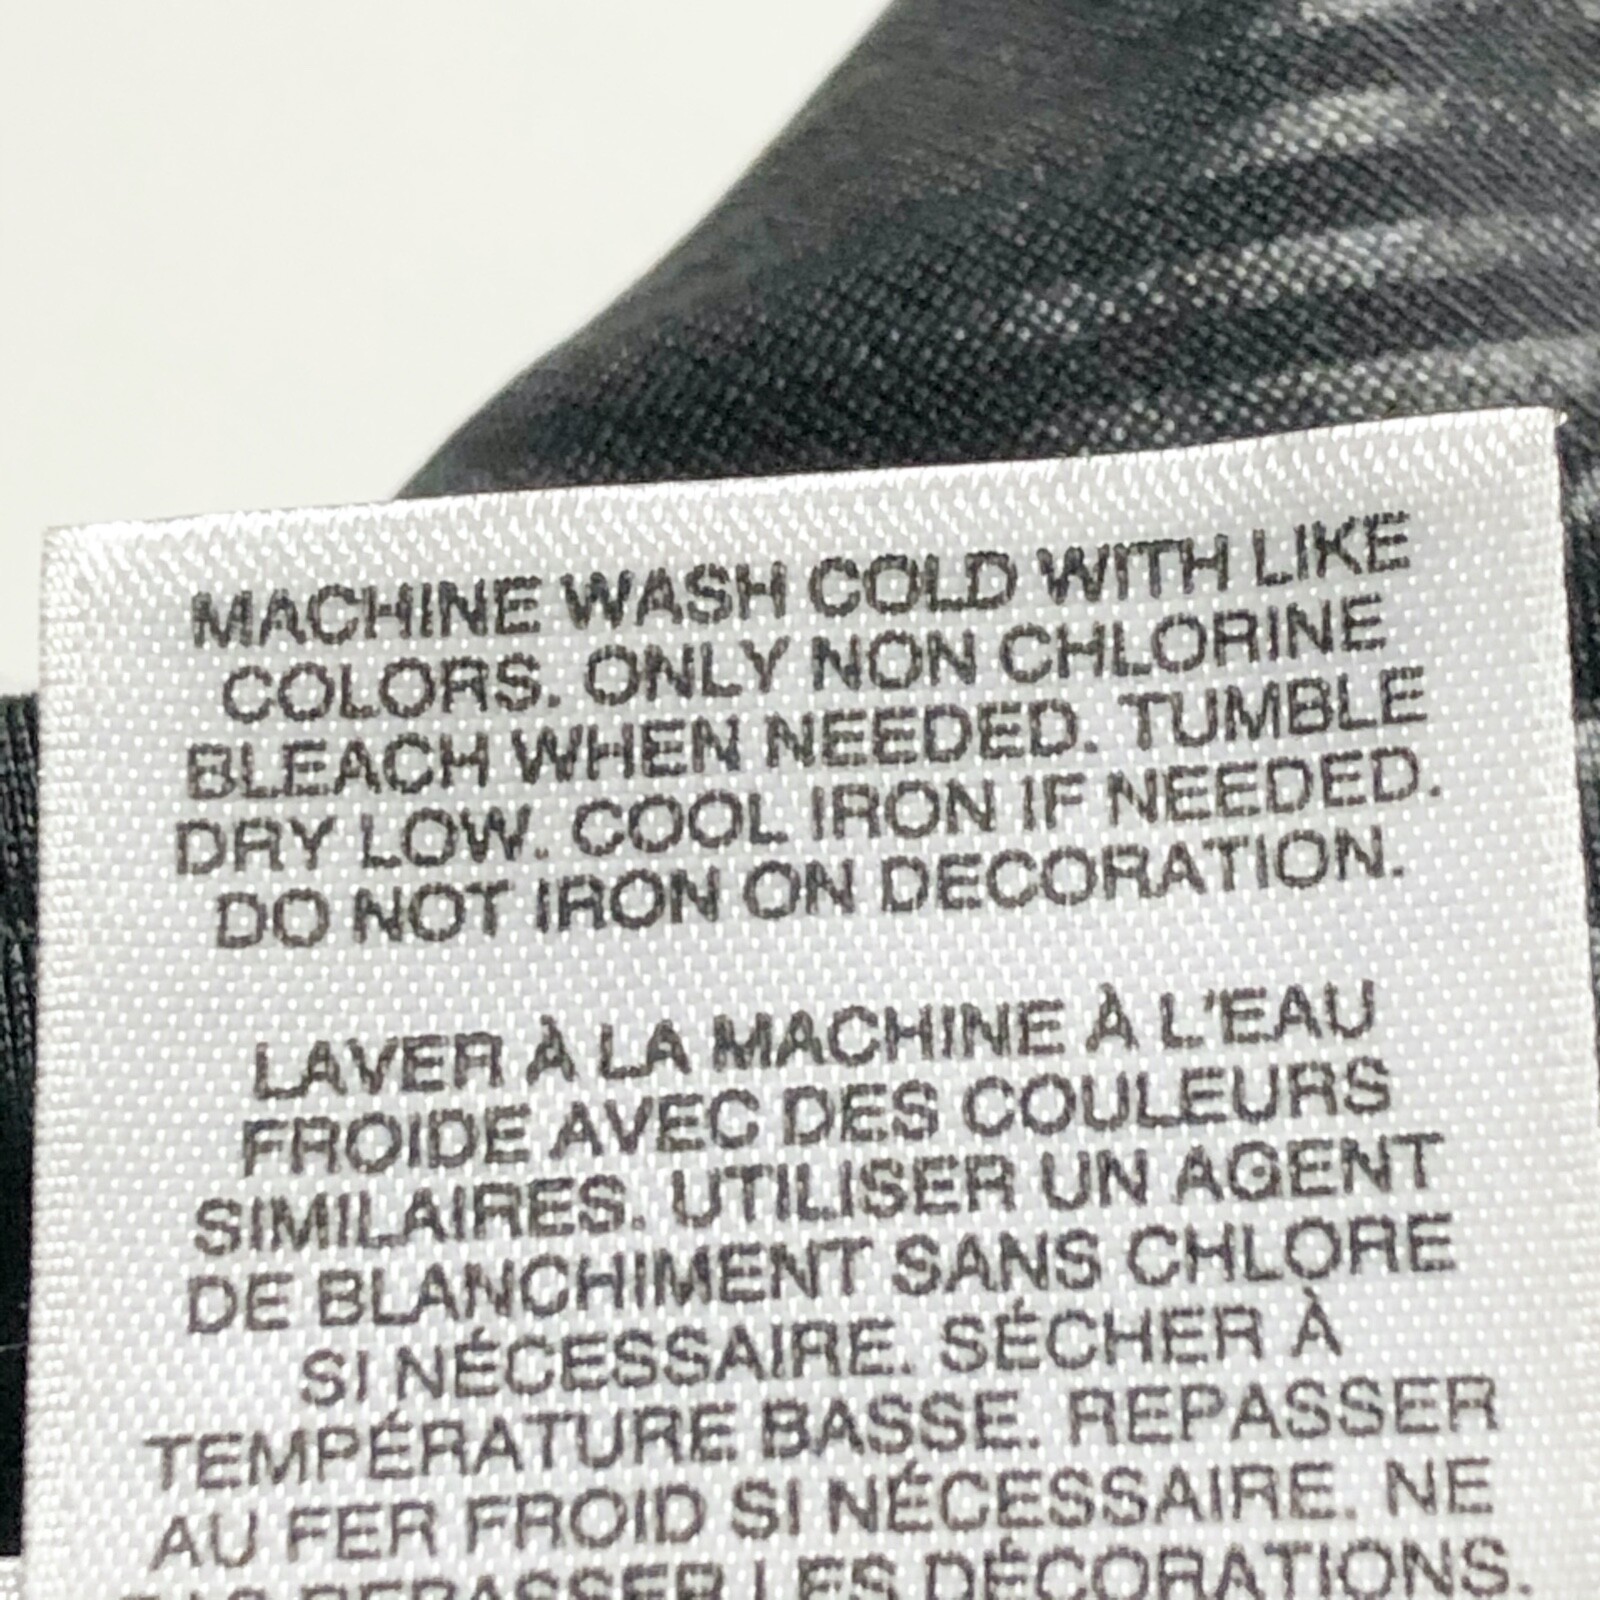 MACHINE WASH COLD WITH LIKE
COLORS. ONLY NON CHLORINE
BLEACH WHEN NEEDED. TUMBLE
DRY LOW. COOL IRON IF NEEDED.
DO NOT IRON ON DECORATION.
LAVER À LA MACHINE À L'EAU
FROIDE AVEC DES COULEURS
SIMILAIRES. UTILISER UN AGENT
DE BLANCHIMENT SANS CHLORE
SI NÉCESSAIRE. SÉCHER À
TEMPÉRATURE BASSE. REPASSER
AU FER FROID SI NÉCESSAIRE. NE
PAS REPASSER LES DÉCORATIONS.